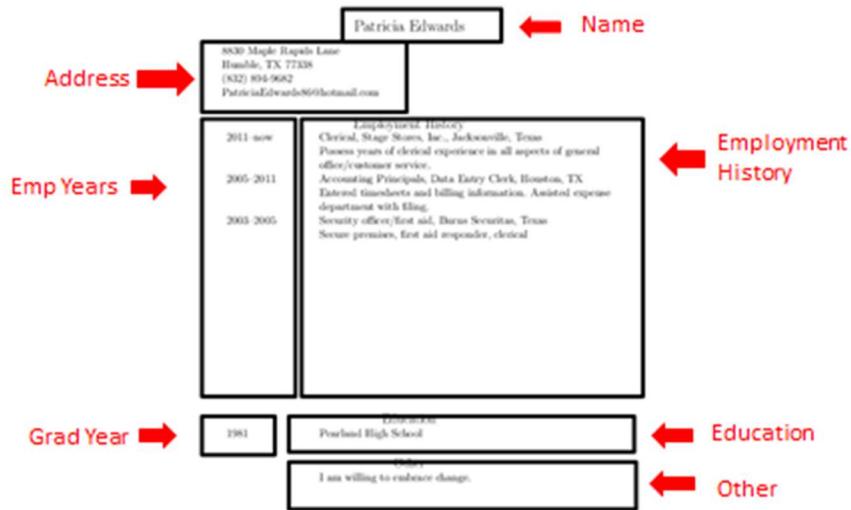 Patricia Edwards
Name
8830 Maple Rapids Lane
Humble, TX 77338
(832) 894-9682
PatriciaEdwards86@hotmail.com
Address
Employment History
2011-now Clerical, Stage Stores, Inc., Jacksonville, Texas
Possess years of clerical experience in all aspects of general
office/customer service.
Employment
History
2005-2011 Accounting Principals, Data Entry Clerk, Houston, TX
Entered timesheets and billing information. Assisted expense
department with filing.
Emp Years
2003-2005 Security officer/first aid, Burns Securitas, Texas
Secure premises, first aid responder, clerical
Education
1981 Pearland High School
Grad Year
Education
Other
I am willing to embrace change.
Other